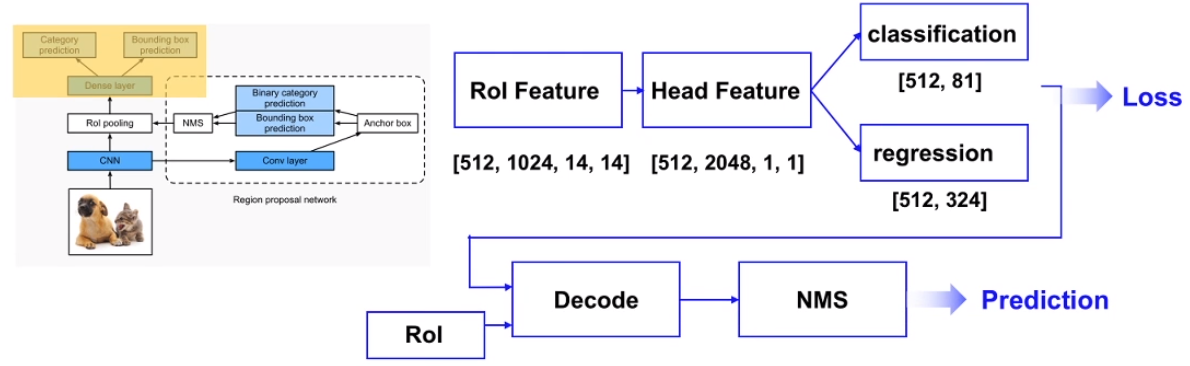 Category
prediction
Bounding box
prediction
Dense layer
RoI pooling
NMS
Binary category
prediction
Bounding box
prediction
Anchor box
CNN
Conv layer
Region proposal network
RoI Feature
[512, 1024, 14, 14]
Head Feature
[512, 2048, 1, 1]
classification
[512, 81]
regression
[512, 324]
Loss
RoI
Decode
NMS
Prediction